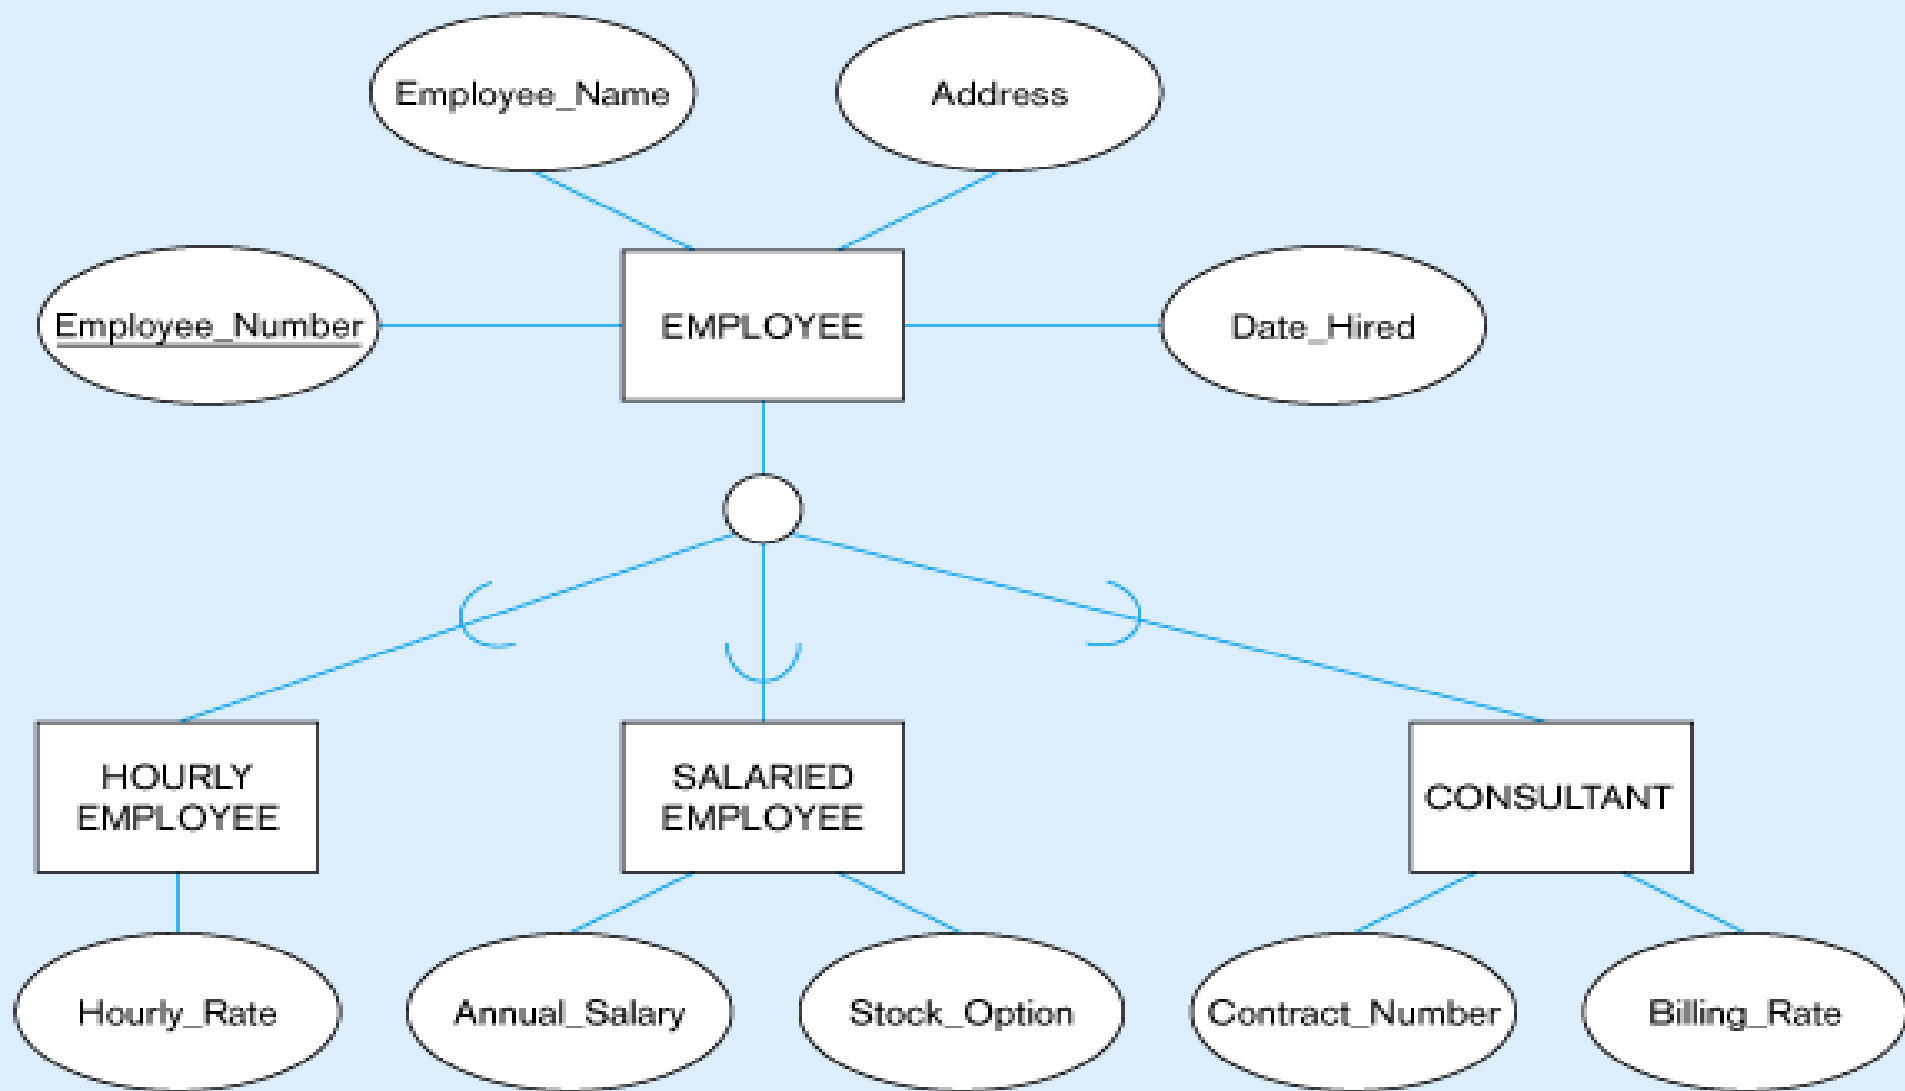 Employee_Name
Address
Employee_Number
EMPLOYEE
Date_Hired
HOURLY
EMPLOYEE
SALARIED
EMPLOYEE
CONSULTANT
Hourly_Rate
Annual_Salary
Stock_Option
Contract_Number
Billing_Rate